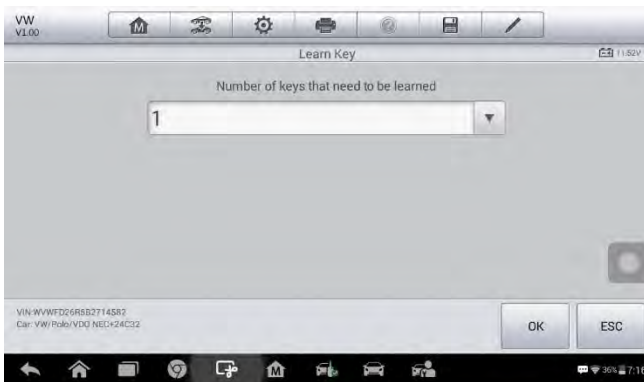 VW
V1.00
Learn Key
11.52V
Number of keys that need to be learned
1
VIN:WVWFD26R5B2714582
Car: VW/Polo/VDO NEC+24C32
OK
ESC
36%